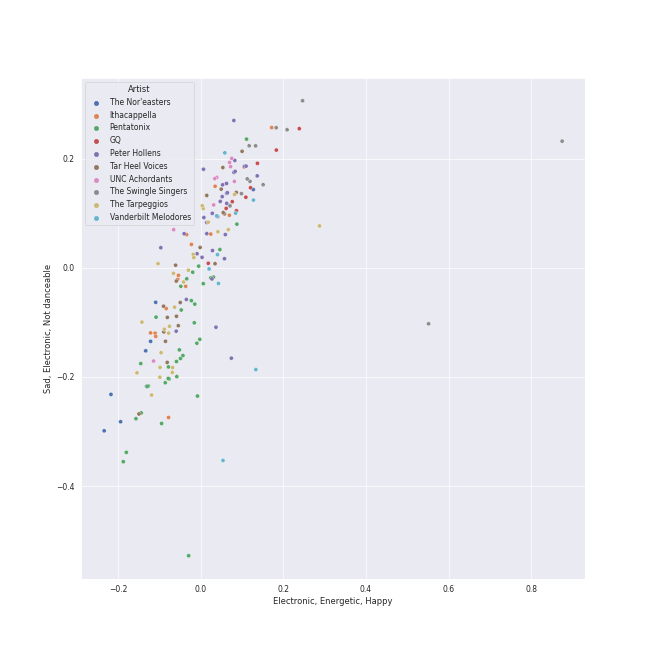 Artist
The Nor'easters
Ithacappella
Pentatonix
GQ
Peter Hollens
Tar Heel Voices
UNC Achordants
The Swingle Singers
The Tarpeggios
Vanderbilt Melodores
0.2
0.0
−0.2
−0.4
Sad, Electronic, Not danceable
−0.2 0.0 0.2 0.4 0.6 0.8
Electronic, Energetic, Happy